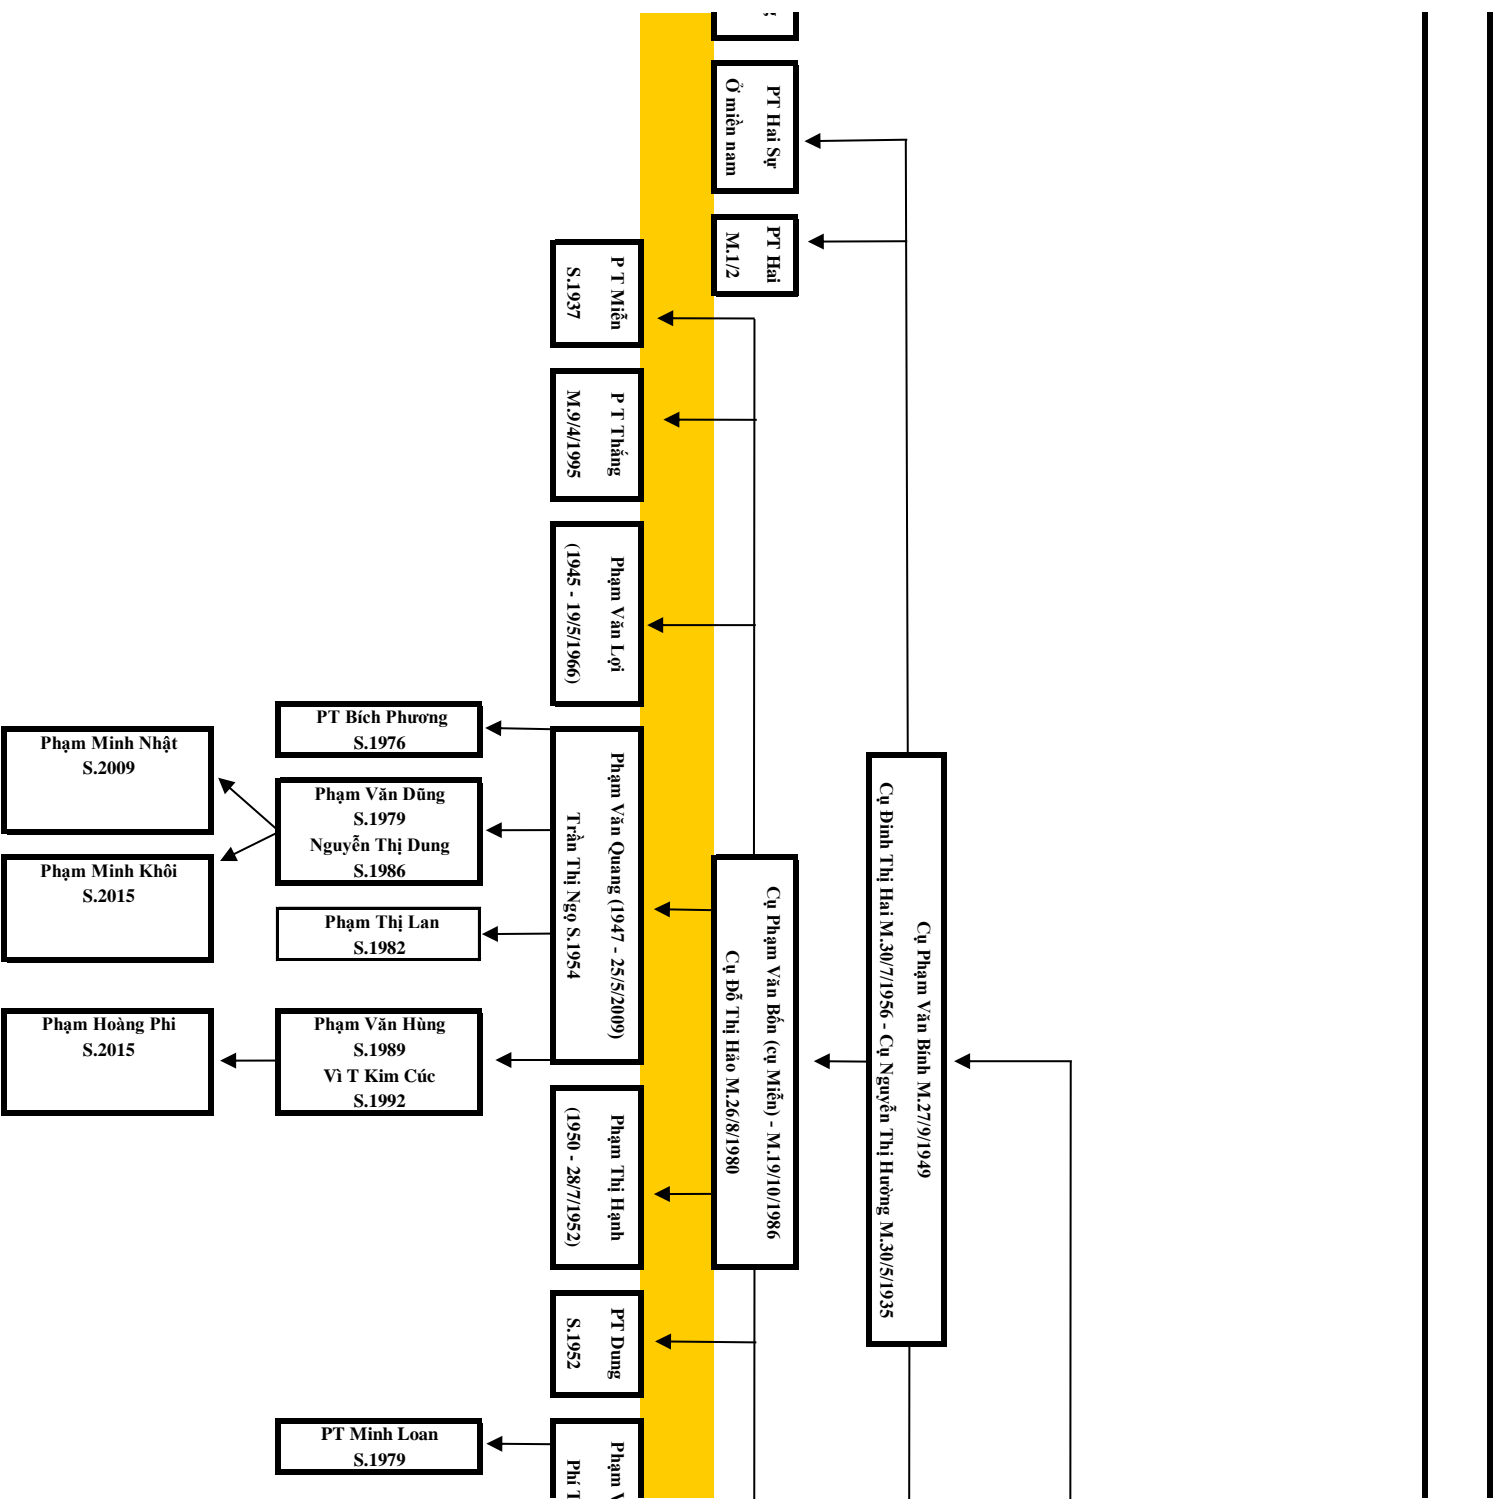 PT Hai Sự
Ở miền nam
PT Hai
M.1/2
P T Miễn
S.1937
P T Thắng
M.9/4/1995
Phạm Văn Lợi
(1945 - 19/5/1966)
Phạm Văn Quang (1947 - 25/5/2009)
Trần Thị Ngọ S.1954
Phạm Thị Hạnh
(1950 - 28/7/1952)
PT Dung
S.1952
Phạm
Phí
Cụ Phạm Văn Bốn (cụ Miễn) - M.19/10/1986
Cụ Đỗ Thị Hảo M.26/8/1980
Cụ Phạm Văn Bính M.27/9/1949
Cụ Đinh Thị Hai M.30/7/1956 - Cụ Nguyễn Thị Hường M.30/5/1935
PT Bích Phương
S.1976
Phạm Văn Dũng
S.1979
Nguyễn Thị Dung
S.1986
Phạm Thị Lan
S.1982
Phạm Văn Hùng
S.1989
Vì T Kim Cúc
S.1992
PT Minh Loan
S.1979
Phạm Minh Nhật
S.2009
Phạm Minh Khôi
S.2015
Phạm Hoàng Phi
S.2015